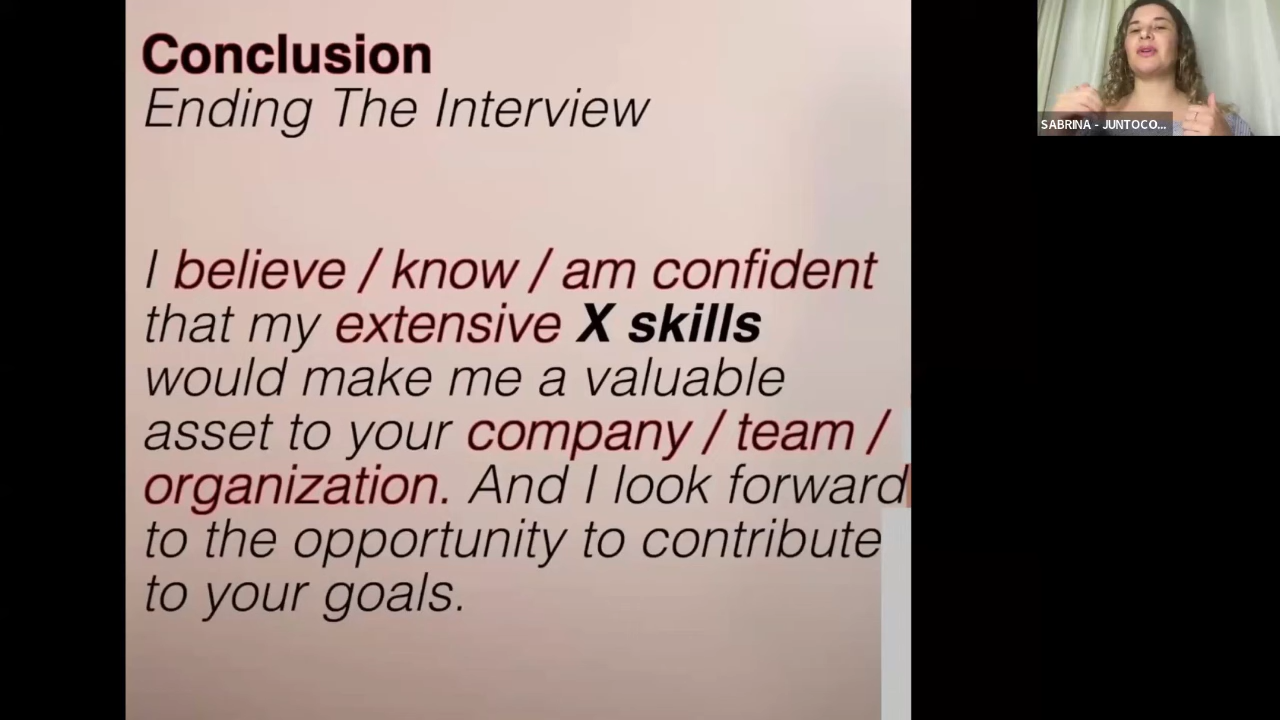 Conclusion
Ending The Interview
I believe / know / am confident
that my extensive X skills
would make me a valuable
asset to your company / team /
organization. And I look forward
to the opportunity to contribute
to your goals.
SABRINA - JUNTOCO...